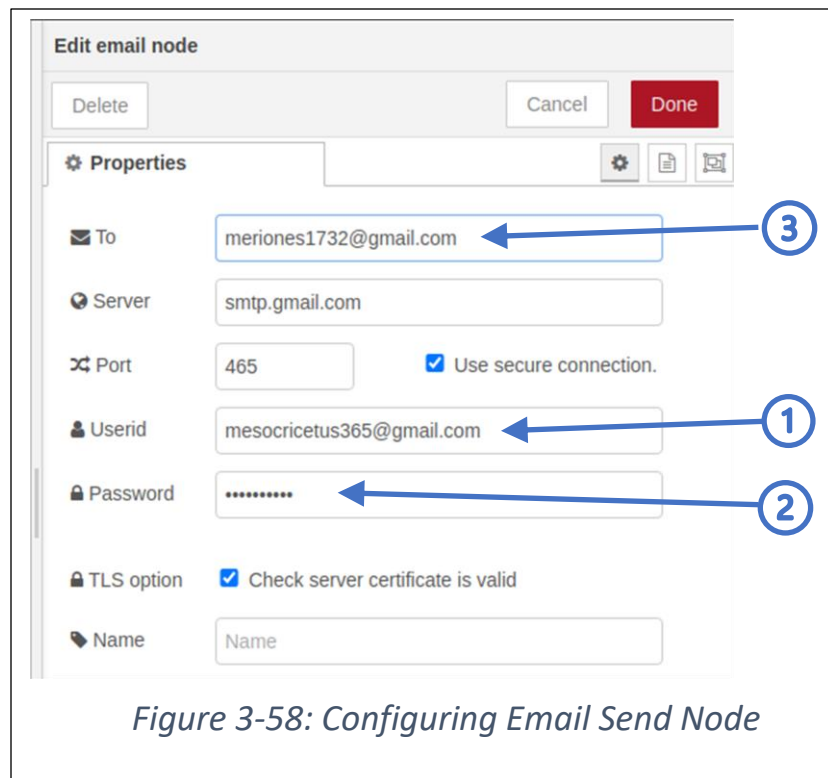 Edit email node
Delete Cancel Done
Properties
To meriones1732@gmail.com 3
Server smtp.gmail.com
Port 465 Use secure connection.
Userid mesocricetus365@gmail.com 1
Password •••••••••• 2
TLS option Check server certificate is valid
Name Name
Figure 3-58: Configuring Email Send Node